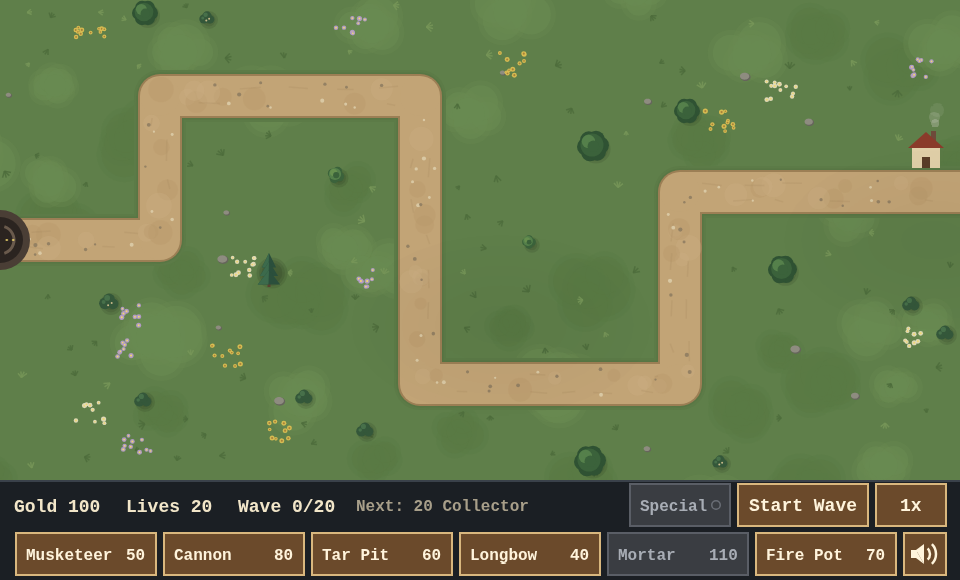 Gold 100 Lives 20 Wave 0/20 Next: 20 Collector Special Start Wave 1x
Musketeer 50 Cannon 80 Tar Pit 60 Longbow 40 Mortar 110 Fire Pot 70